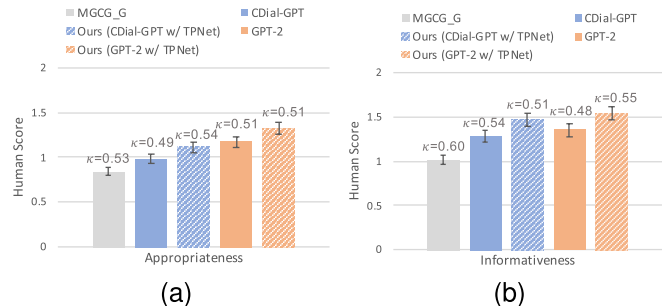 MGCG_G CDial-GPT
Ours (CDial-GPT w/ TPNet) GPT-2
Ours (GPT-2 w/ TPNet)
2
1.5
1
0.5
0
Human Score
κ=0.53
κ=0.49
κ=0.54
κ=0.51
κ=0.51
Appropriateness
(a)
MGCG_G CDial-GPT
Ours (CDial-GPT w/ TPNet) GPT-2
Ours (GPT-2 w/ TPNet)
2
1.5
1
0.5
0
Human Score
κ=0.60
κ=0.54
κ=0.51
κ=0.48
κ=0.55
Informativeness
(b)